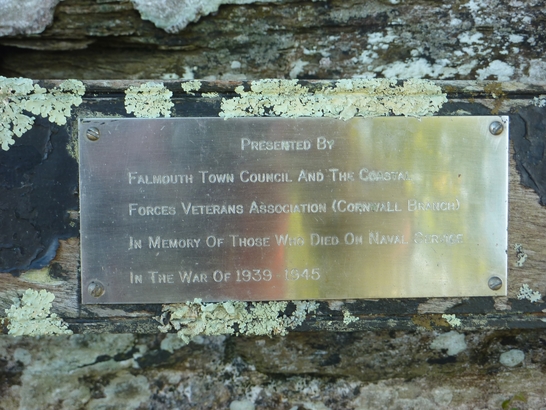 Presented By
Falmouth Town Council And The Coastal
Forces Veterans Association (Cornwall Branch)
In Memory Of Those Who Died On Naval Service
In The War Of 1939 1945